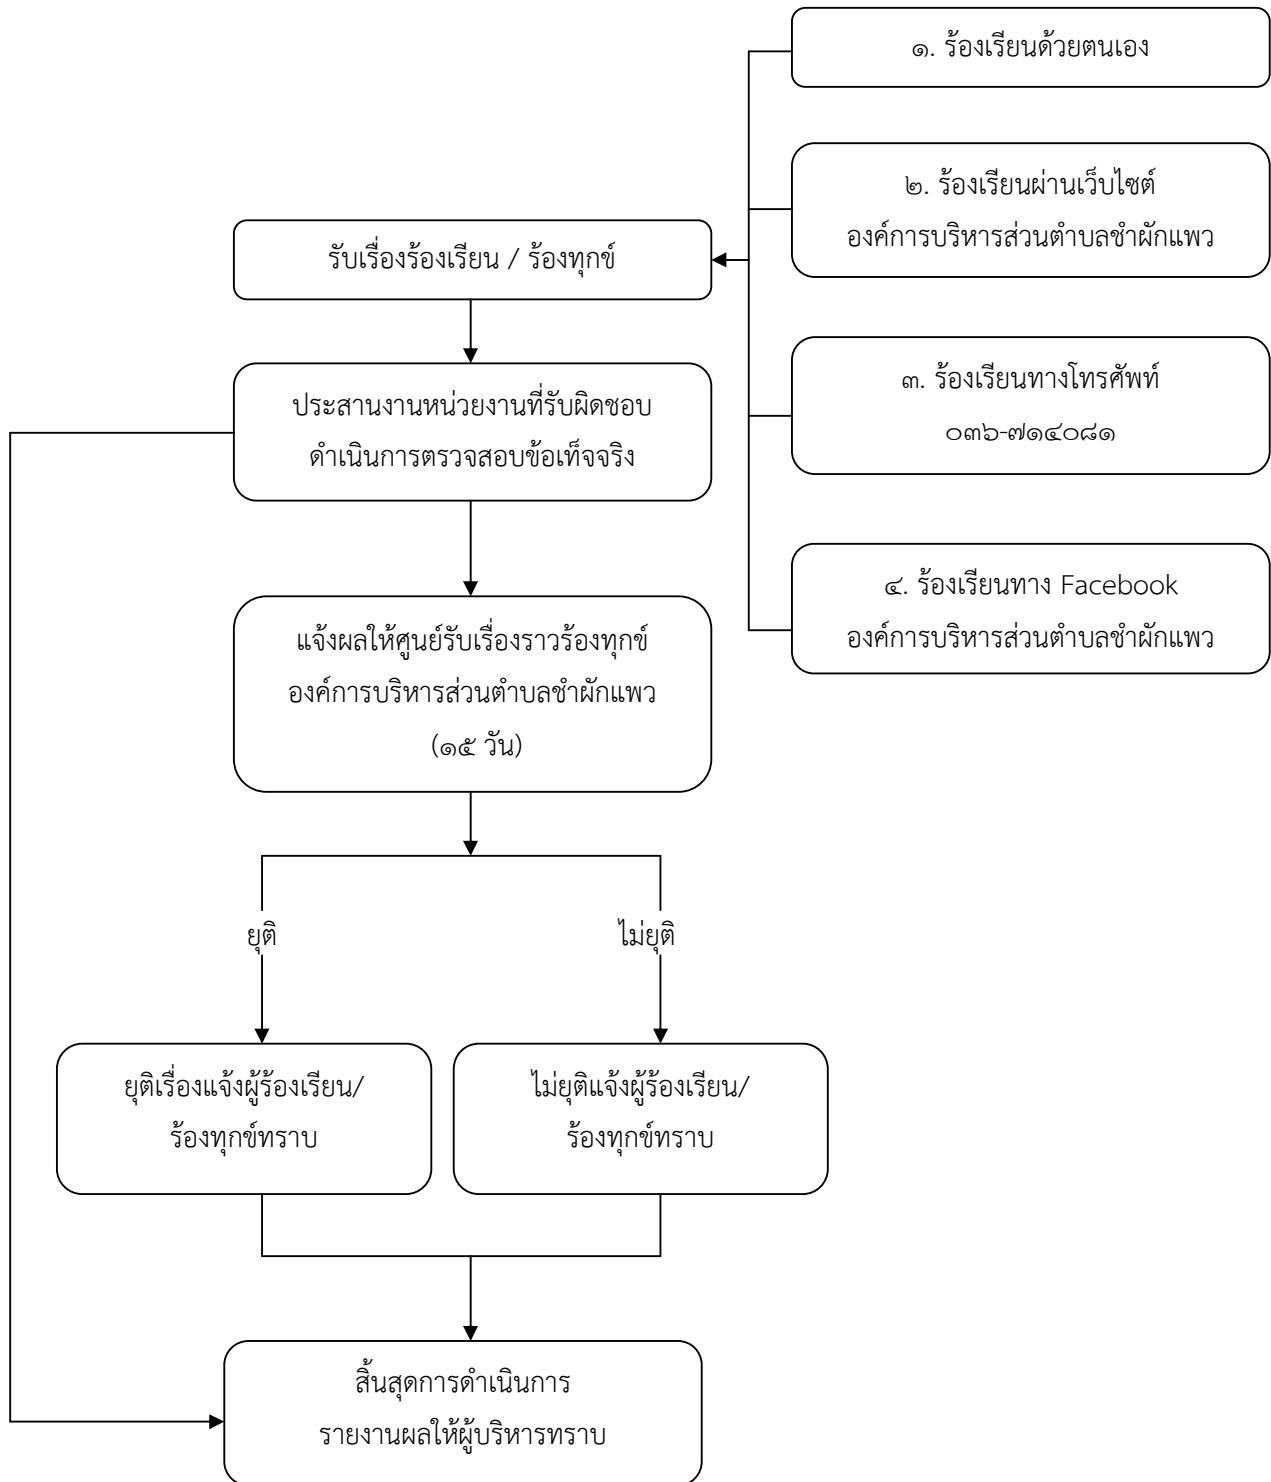 ๑. ร้องเรียนด้วยตนเอง
๒. ร้องเรียนผ่านเว็บไซต์
องค์การบริหารส่วนตำบลชำผักแพว
รับเรื่องร้องเรียน / ร้องทุกข์
๓. ร้องเรียนทางโทรศัพท์
๐๓๖-๗๑๔๐๘๑
ประสานงานหน่วยงานที่รับผิดชอบ
ดำเนินการตรวจสอบข้อเท็จจริง
๔. ร้องเรียนทาง Facebook
องค์การบริหารส่วนตำบลชำผักแพว
แจ้งผลให้ศูนย์รับเรื่องราวร้องทุกข์
องค์การบริหารส่วนตำบลชำผักแพว
(๑๕ วัน)
ยุติ
ไม่ยุติ
ยุติเรื่องแจ้งผู้ร้องเรียน/
ร้องทุกข์ทราบ
ไม่ยุติแจ้งผู้ร้องเรียน/
ร้องทุกข์ทราบ
สิ้นสุดการดำเนินการ
รายงานผลให้ผู้บริหารทราบ